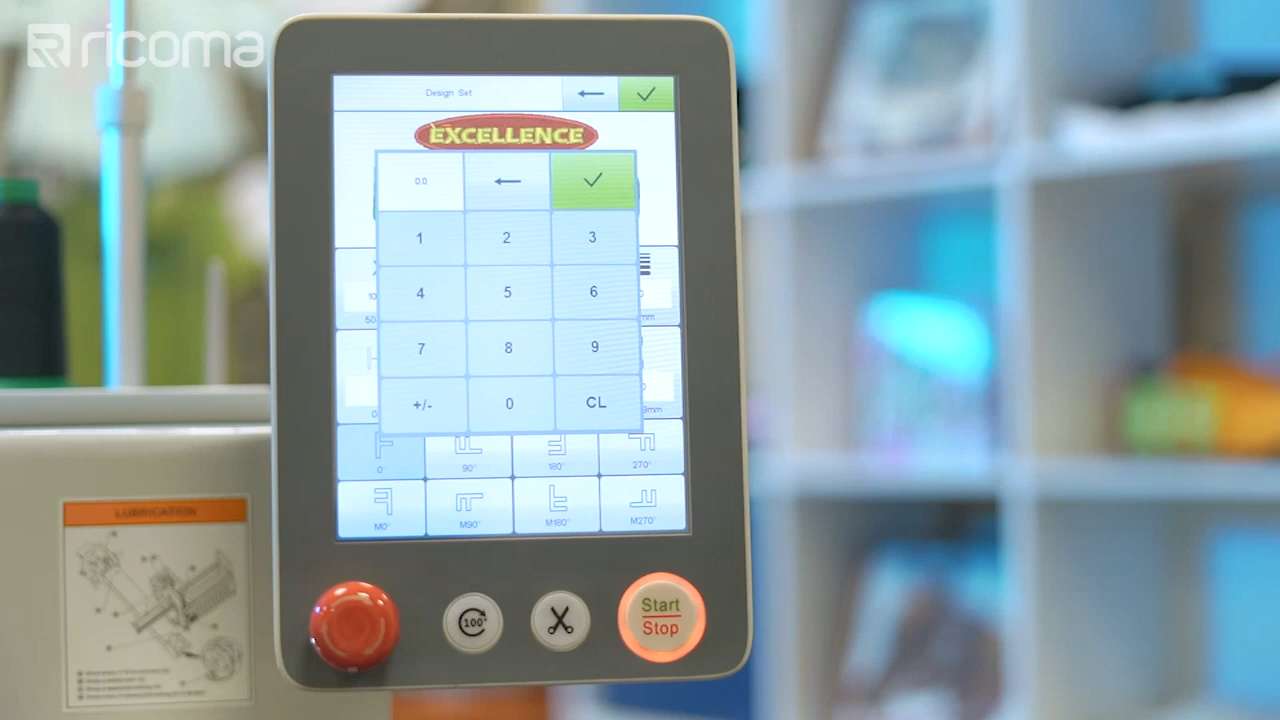 ricoma
Design Set
EXCELLENCE
0.0
1 2 3
4 5 6
7 8 9
+/- 0 CL
0° 90° 180° 270°
M0° M90° M180° M270°
LUBRICATION
100°
Start
Stop